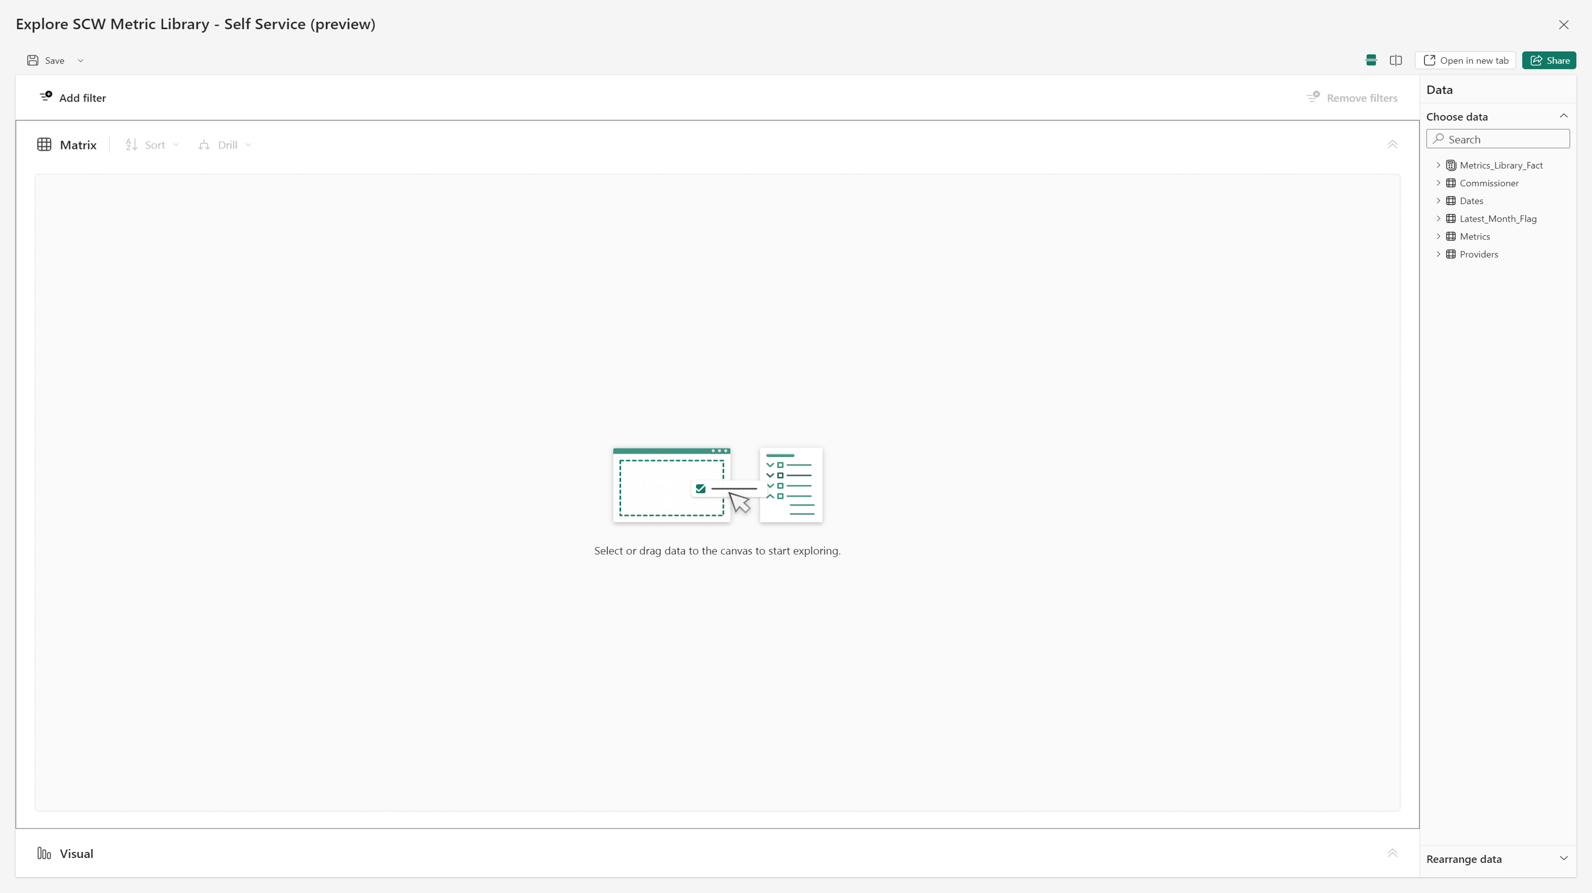 Explore SCW Metric Library - Self Service (preview)
Save
Open in new tab
Share
Add filter
Remove filters
Data
Choose data
Search
Matrix
Sort
Drill
Metrics_Library_Fact
Commissioner
Dates
Latest_Month_Flag
Metrics
Providers
Select or drag data to the canvas to start exploring.
Visual
Rearrange data